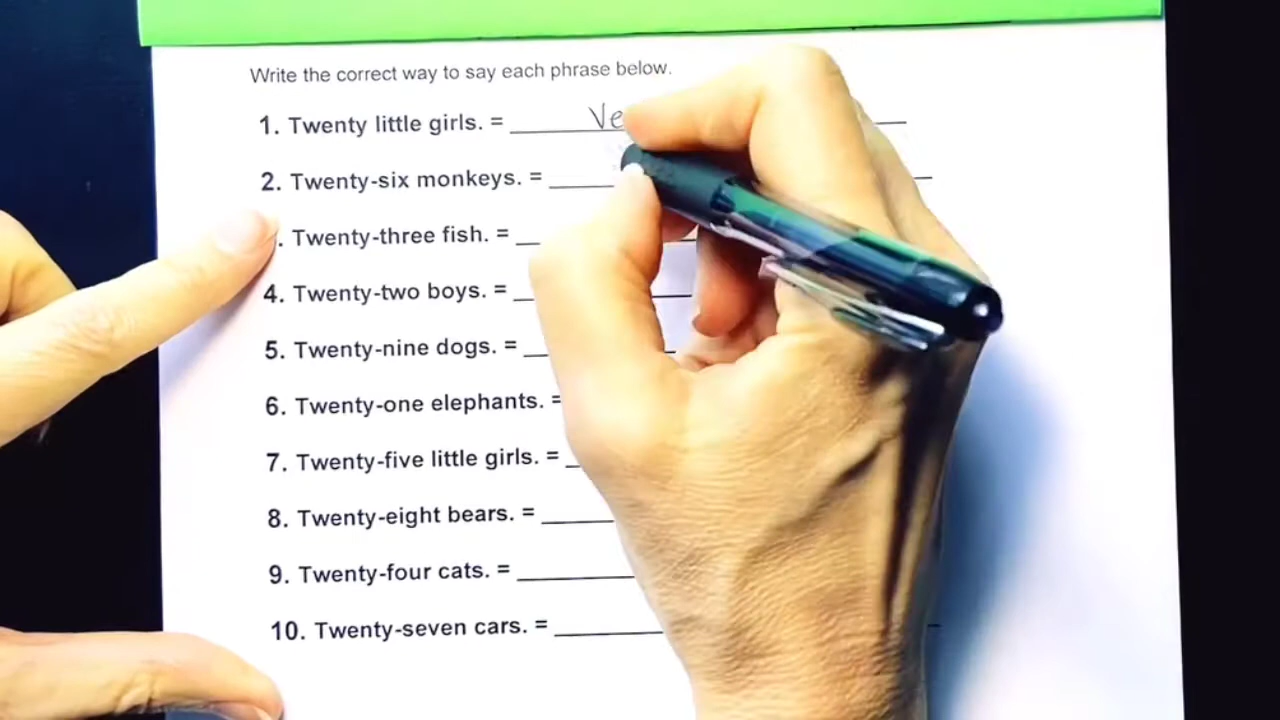 Write the correct way to say each phrase below.
1. Twenty little girls. = Ve
2. Twenty-six monkeys. =
. Twenty-three fish. =
4. Twenty-two boys. =
5. Twenty-nine dogs. =
6. Twenty-one elephants. =
7. Twenty-five little girls. =
8. Twenty-eight bears. =
9. Twenty-four cats. =
10. Twenty-seven cars. =